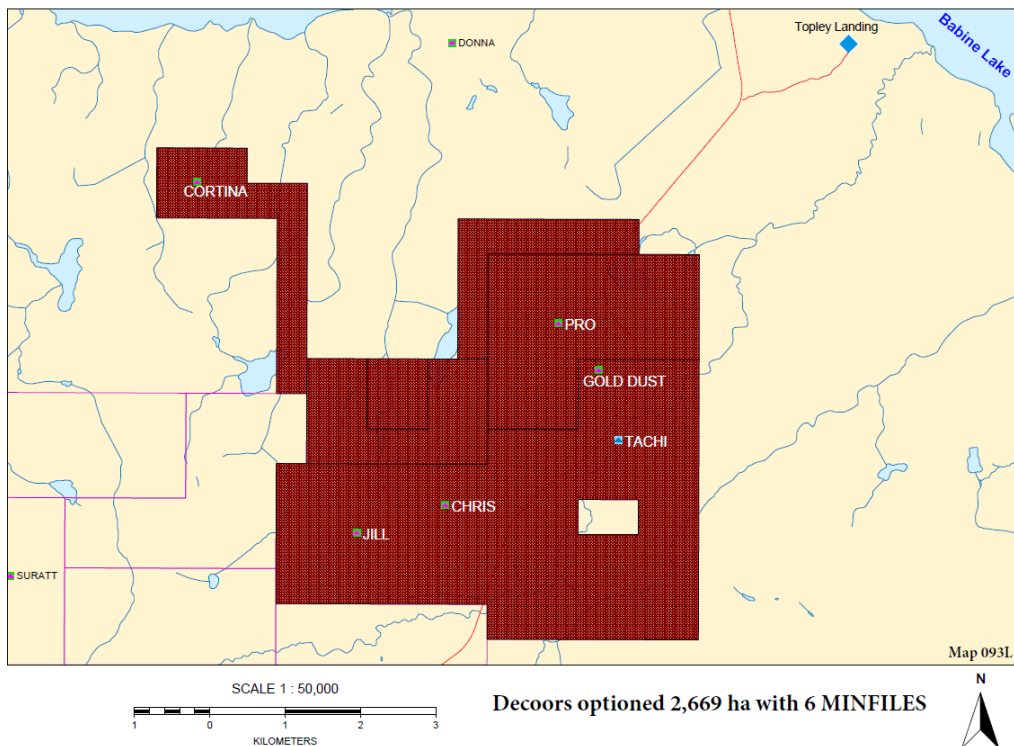 Topley Landing
Babine Lake
DONNA
CORTINA
PRO
GOLD DUST
TACHI
CHRIS
JILL
SURATT
Map 093L
SCALE 1 : 50,000
1 0 1 2 3
KILOMETERS
Decoors optioned 2,669 ha with 6 MINFILES
N